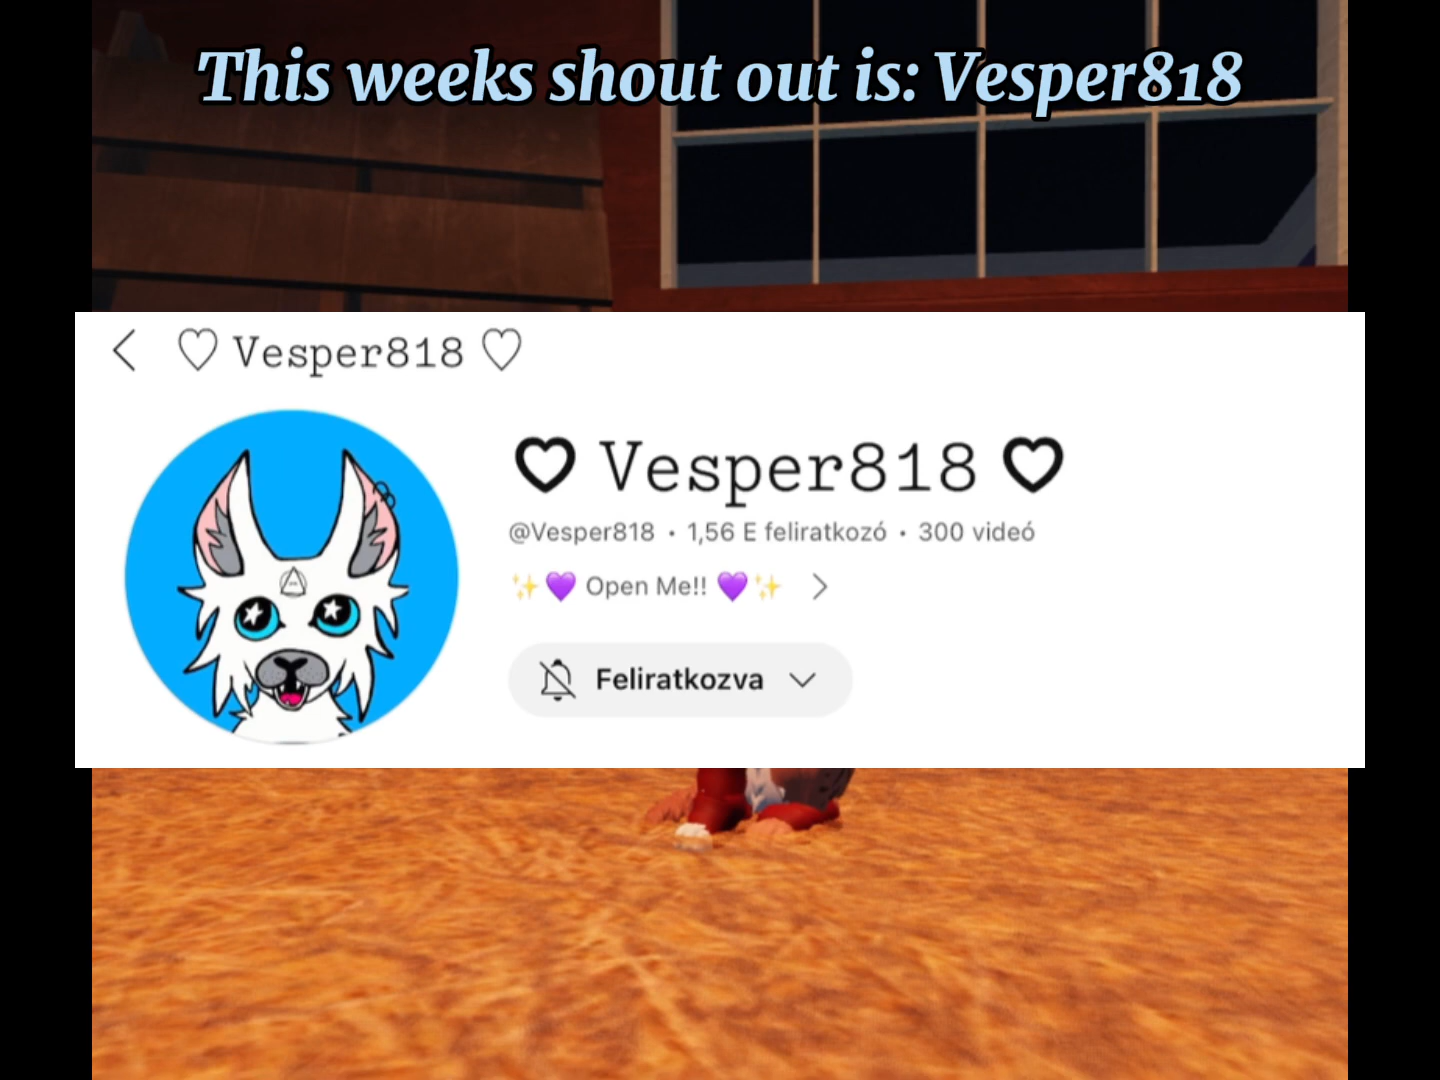 This weeks shout out is: Vesper818
♡ Vesper818 ♡
♡ Vesper818 ♡
@Vesper818 • 1,56 E feliratkozó • 300 videó
✨💜 Open Me!! 💜✨
Feliratkozva